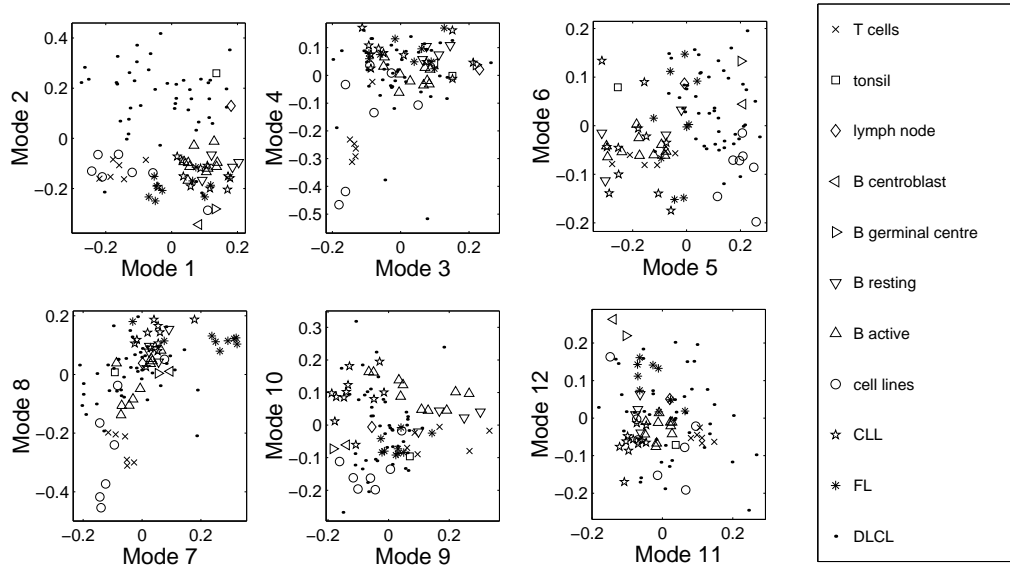 0.4
0.2
0
−0.2
−0.2
0
0.2
Mode 1
Mode 2
0.1
0
−0.1
−0.2
−0.3
−0.4
−0.5
−0.2
0
0.2
Mode 3
Mode 4
0.2
0.1
0
−0.1
−0.2
−0.2
0
0.2
Mode 5
Mode 6
0.2
0
−0.2
−0.4
−0.2
0
0.2
Mode 7
Mode 8
0.3
0.2
0.1
0
−0.1
−0.2
−0.2
0
0.2
Mode 9
Mode 10
0.2
0.1
0
−0.1
−0.2
−0.2
0
0.2
Mode 11
Mode 12
T cells
tonsil
lymph node
B centroblast
B germinal centre
B resting
B active
cell lines
CLL
FL
DLCL